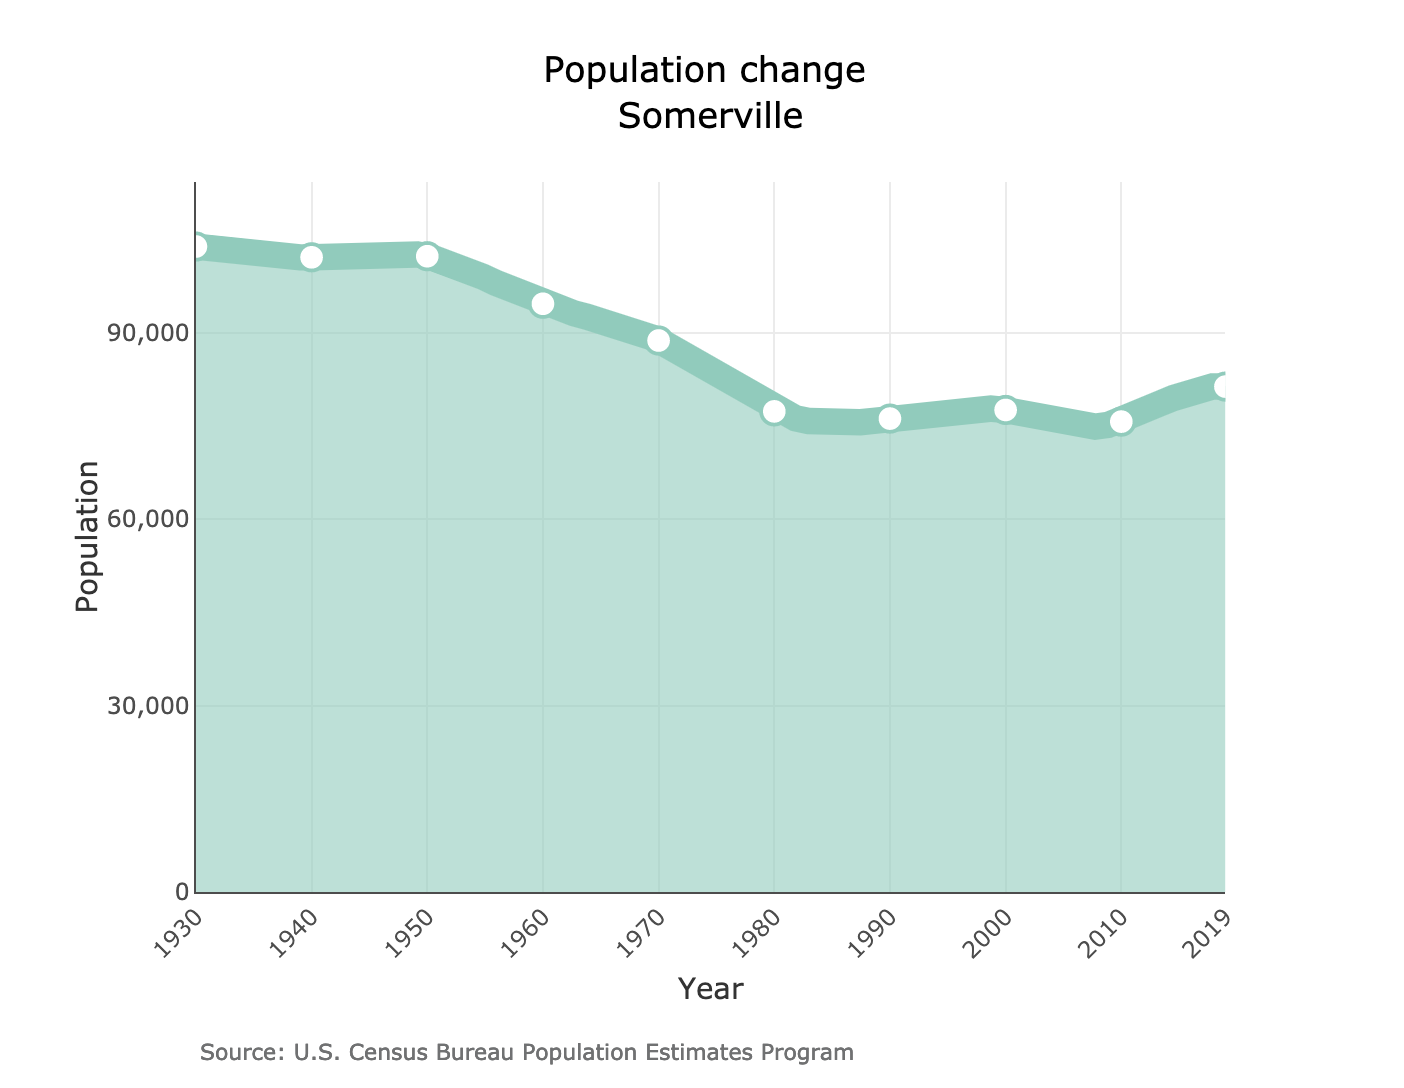 Population change
Somerville
Population
90,000
60,000
30,000
0
1930
1940
1950
1960
1970
1980
1990
2000
2010
2019
Year
Source: U.S. Census Bureau Population Estimates Program